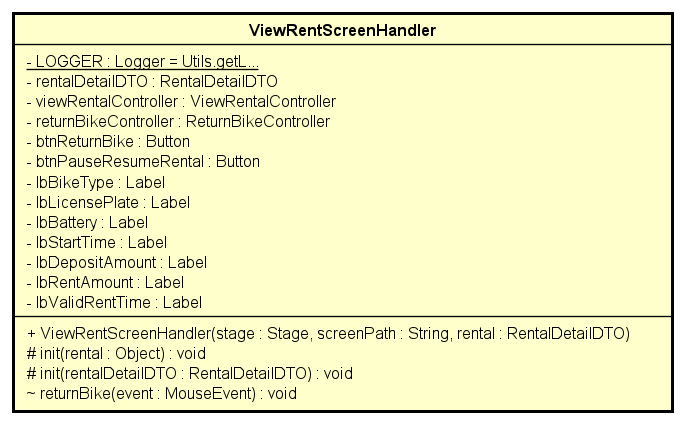 ViewRentScreenHandler
- LOGGER : Logger = Utils.getL...
- rentalDetailDTO : RentalDetailDTO
- viewRentalController : ViewRentalController
- returnBikeController : ReturnBikeController
- btnReturnBike : Button
- btnPauseResumeRental : Button
- lbBikeType : Label
- lbLicensePlate : Label
- lbBattery : Label
- lbStartTime : Label
- lbDepositAmount : Label
- lbRentAmount : Label
- lbValidRentTime : Label
+ ViewRentScreenHandler(stage : Stage, screenPath : String, rental : RentalDetailDTO)
# init(rental : Object) : void
# init(rentalDetailDTO : RentalDetailDTO) : void
~ returnBike(event : MouseEvent) : void